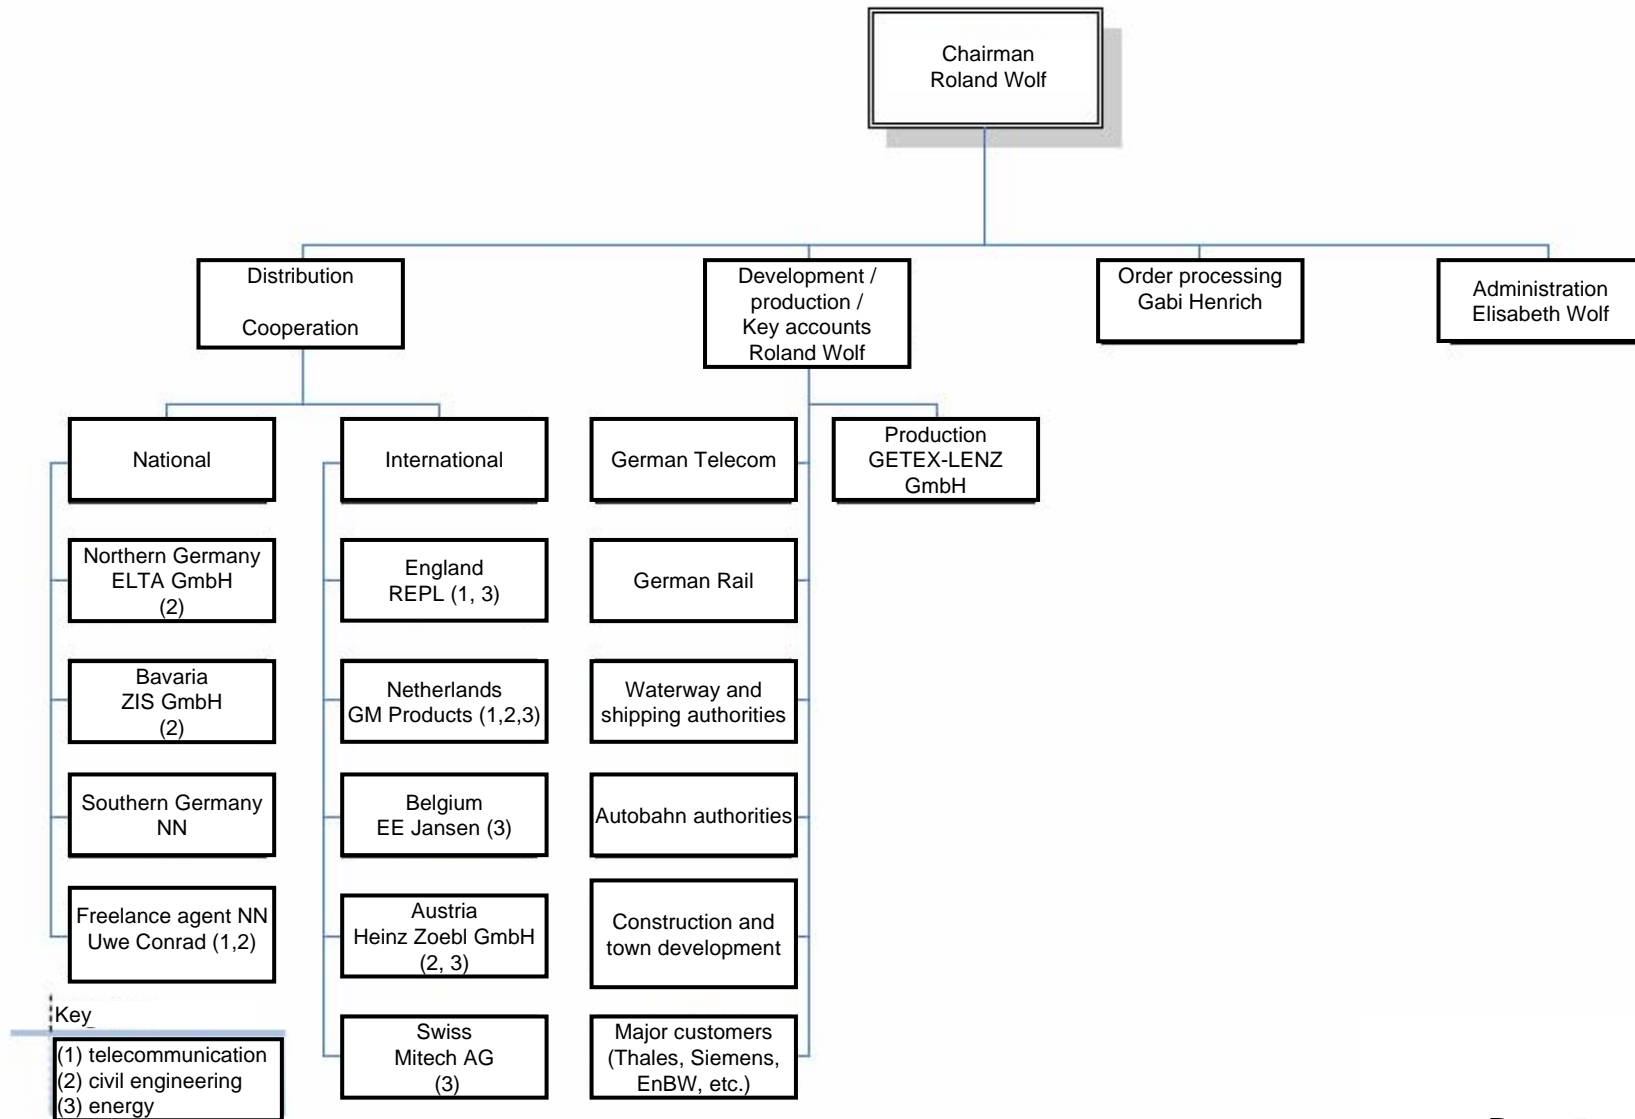 Chairman
Roland Wolf
Distribution
Cooperation
Development /
production /
Key accounts
Roland Wolf
Order processing
Gabi Henrich
Administration
Elisabeth Wolf
National
International
German Telecom
Production
GETEX-LENZ
GmbH
Northern Germany
ELTA GmbH
(2)
England
REPL (1, 3)
German Rail
Bavaria
ZIS GmbH
(2)
Netherlands
GM Products (1,2,3)
Waterway and
shipping authorities
Southern Germany
NN
Belgium
EE Jansen (3)
Autobahn authorities
Freelance agent NN
Uwe Conrad (1,2)
Austria
Heinz Zoebl GmbH
(2, 3)
Construction and
town development
Swiss
Mitech AG
(3)
Major customers
(Thales, Siemens,
EnBW, etc.)
Key
(1) telecommunication
(2) civil engineering
(3) energy